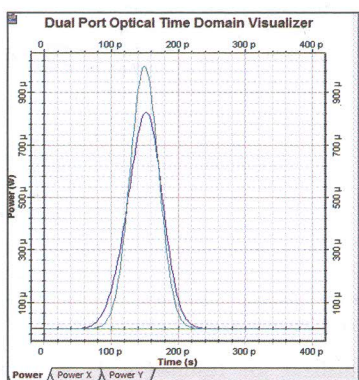 Dual Port Optical Time Domain Visualizer
0 100 p 200 p 300 p 400 p
Power (W)
900 µ 900 µ
700 µ 700 µ
500 µ 500 µ
300 µ 300 µ
100 µ 100 µ
0 100 p 200 p 300 p 400 p
Time (s)
Power Power X Power Y